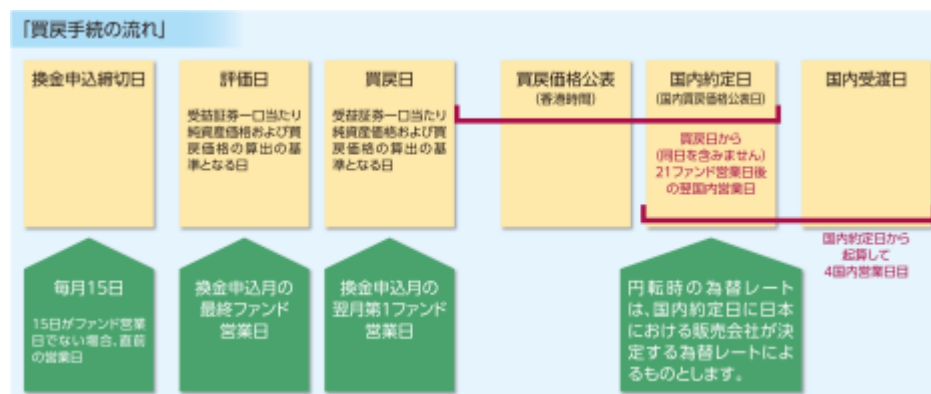 「買戻手続の流れ」
換金申込締切日
評価日
受益証券一口当たり
純資産価格および買
戻価格の算出の基
準となる日
買戻日
受益証券一口当たり
純資産価格および買
戻価格の算出の基
準となる日
買戻価格公表
(香港時間)
国内約定日
(国内買戻価格公表日)
買戻日から
(同日を含みません)
21ファンド営業日後
の翌国内営業日
国内受渡日
国内約定日から
起算して
4国内営業日目
毎月15日
15日がファンド営業
日でない場合、直前
の営業日
換金申込月の
最終ファンド
営業日
換金申込月の
翌月第1ファンド
営業日
円転時の為替レート
は、国内約定日に日本
における販売会社が決
定する為替レートによ
るものとします。